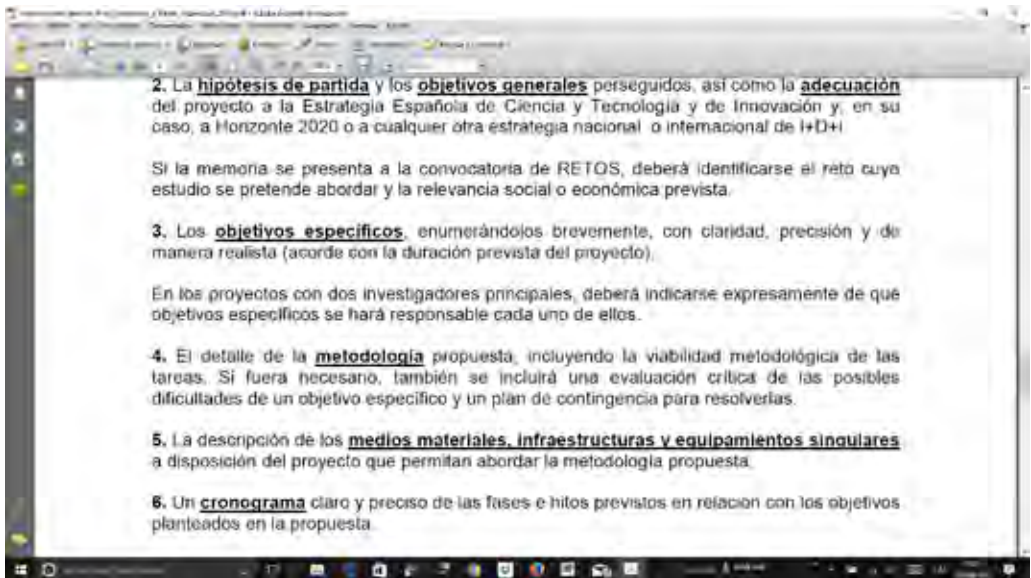 2. La hipótesis de partida y los objetivos generales perseguidos, así como la adecuación
del proyecto a la Estrategia Española de Ciencia y Tecnología y de Innovación y, en su
caso, a Horizonte 2020 o a cualquier otra estrategia nacional o internacional de I+D+I
Si la memoria se presenta a la convocatoria de RETOS, deberá identificarse el reto cuyo
estudio se pretende abordar y la relevancia social o económica prevista.
3. Los objetivos específicos, enumerándolos brevemente, con claridad, precisión y de
manera realista (acorde con la duración prevista del proyecto).
En los proyectos con dos investigadores principales, deberá indicarse expresamente de qué
objetivos específicos se hará responsable cada uno de ellos.
4. El detalle de la metodología propuesta, incluyendo la viabilidad metodológica de las
tareas. Si fuera necesario, también se incluirá una evaluación crítica de las posibles
dificultades de un objetivo específico y un plan de contingencia para resolverlas.
5. La descripción de los medios materiales, infraestructuras y equipamientos singulares
a disposición del proyecto que permitan abordar la metodología propuesta.
6. Un cronograma claro y preciso de las fases e hitos previstos en relación con los objetivos
planteados en la propuesta.